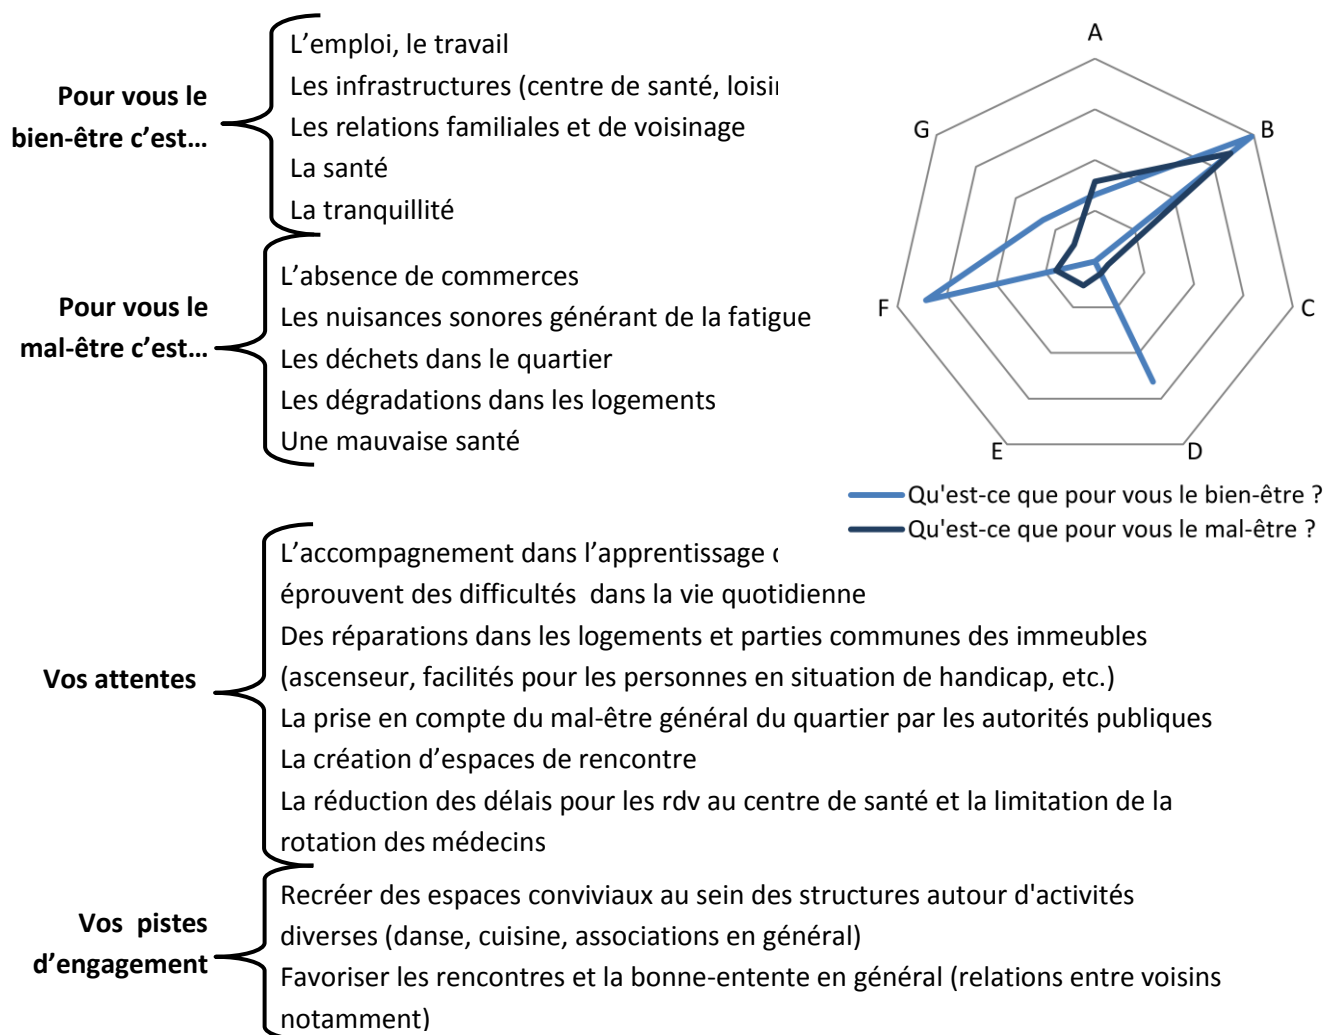 Pour vous le
bien-être c’est…
L’emploi, le travail
Les infrastructures (centre de santé,
Les relations familiales et de voisinage
La santé
La tranquillité
Pour vous le
mal-être c’est…
L’absence de commerces
Les nuisances sonores générant de la fatigue
Les déchets dans le quartier
Les dégradations dans les logements
Une mauvaise santé
A
B
C
D
E
F
G
Qu'est-ce que pour vous le bien-être ?
Qu'est-ce que pour vous le mal-être ?
Vos attentes
L’accompagnement dans l’apprentissage
éprouvent des difficultés dans la vie quotidienne
Des réparations dans les logements et parties communes des immeubles
(ascenseur, facilités pour les personnes en situation de handicap, etc.)
La prise en compte du mal-être général du quartier par les autorités publiques
La création d’espaces de rencontre
La réduction des délais pour les rdv au centre de santé et la limitation de la
rotation des médecins
Vos pistes
d’engagement
Recréer des espaces conviaux au sein des structures autour d'activités
diverses (danse, cuisine, associations en général)
Favoriser les rencontres et la bonne-entente en général (relations entre voisins
notamment)